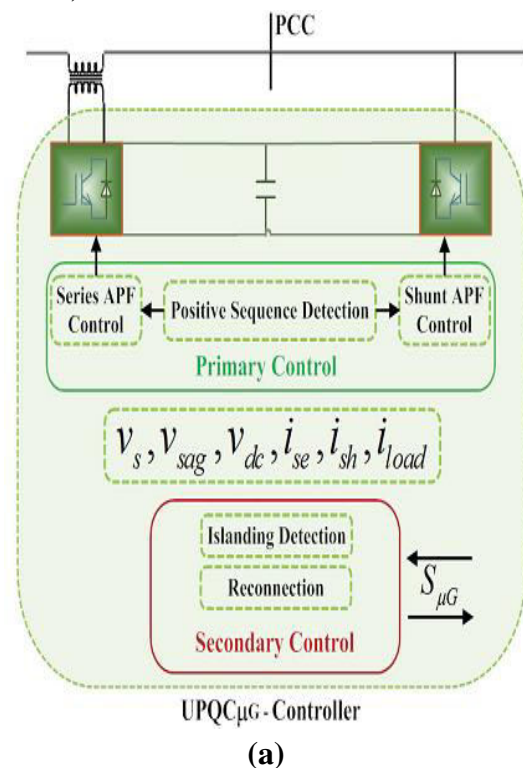 PCC
Series APF
Control
Positive Sequence Detection
Shunt APF
Control
Primary Control
v_s, v_sag, v_dc, i_se, i_sh, i_load
Islanding Detection
Reconnection
Secondary Control
S_μG
UPQCμG - Controller
(a)